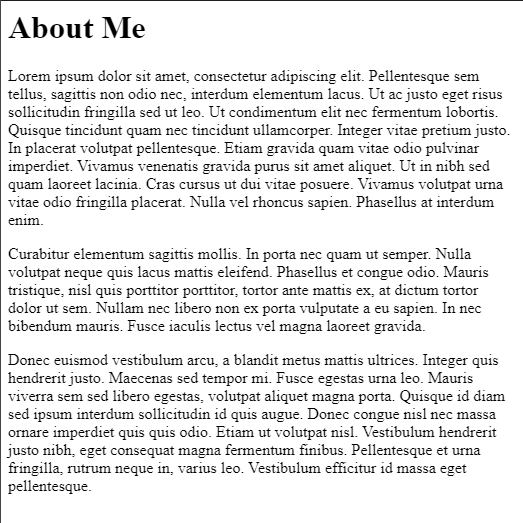 About Me
Lorem ipsum dolor sit amet, consectetur adipiscing elit. Pellentesque sem
tellus, sagittis non odio nec, interdum elementum lacus. Ut ac justo eget risus
sollicitudin fringilla sed ut leo. Ut condimentum elit nec fermentum lobortis.
Quisque tincidunt quam nec tincidunt ullamcorper. Integer vitae pretium justo.
In placerat volutpat pellentesque. Etiam gravida quam vitae odio pulvinar
imperdiet. Vivamus venenatis gravida purus sit amet aliquet. Ut in nibh sed
quam laoreet lacinia. Cras cursus ut dui vitae posuere. Vivamus volutpat urna
vitae odio fringilla placerat. Nulla vel rhoncus sapien. Phasellus at interdum
enim.
Curabitur elementum sagittis mollis. In porta nec quam ut semper. Nulla
volutpat neque quis lacus mattis eleifend. Phasellus et congue odio. Mauris
tristique, nisl quis porttitor porttitor, tortor ante mattis ex, at dictum tortor
dolor ut sem. Nullam nec libero non ex porta vulputate a eu sapien. In nec
bibendum mauris. Fusce iaculis lectus vel magna laoreet gravida.
Donec euismod vestibulum arcu, a blandit metus mattis ultrices. Integer quis
hendrerit justo. Maecenas sed tempor mi. Fusce egestas urna leo. Mauris
viverra sem sed libero egestas, volutpat aliquet magna porta. Quisque id diam
sed ipsum interdum sollicitudin id quis augue. Donec congue nisl nec massa
ornare imperdiet quis quis odio. Etiam ut volutpat nisl. Vestibulum hendrerit
justo nibh, eget consequat magna fermentum finibus. Pellentesque et urna
fringilla, rutrum neque in, varius leo. Vestibulum efficitur id massa eget
pellentesque.